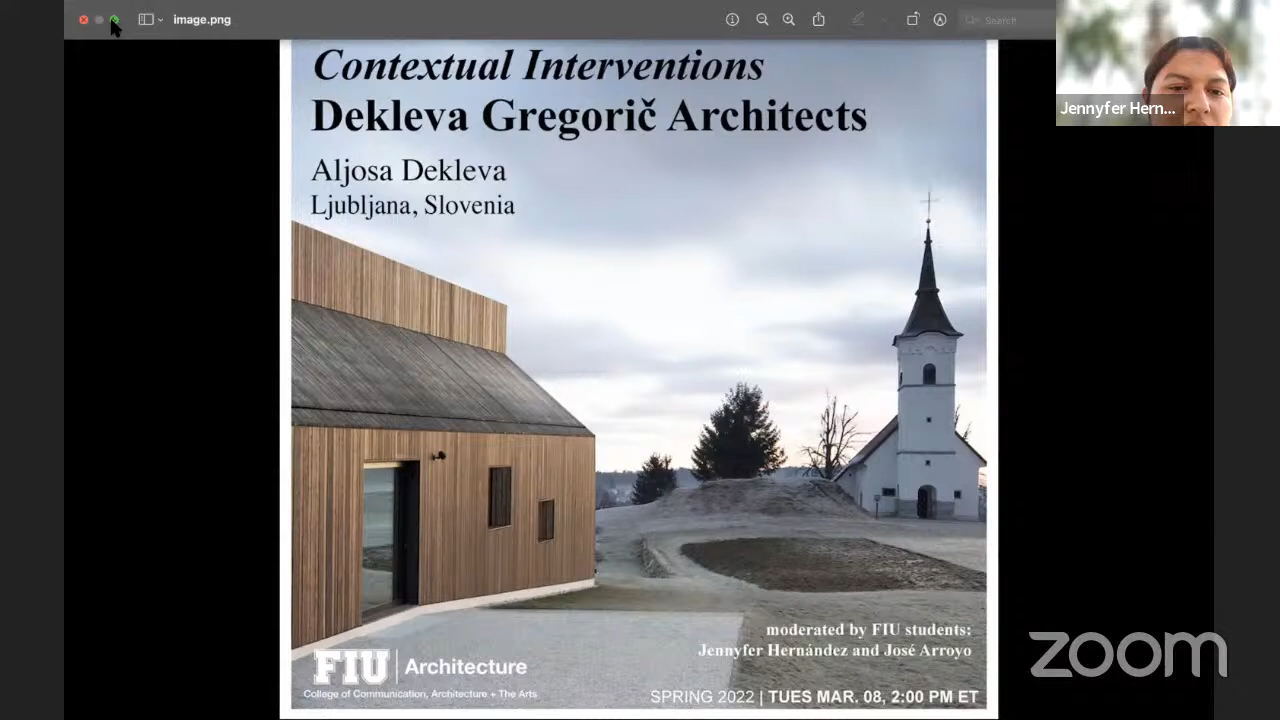 image.png
Search
Jennyfer Hern...
Contextual Interventions
Dekleva Gregorič Architects
Aljosa Dekleva
Ljubljana, Slovenia
moderated by FIU students:
Jennyfer Hernández and José Arroyo
FIU Architecture
College of Communication, Architecture + The Arts
SPRING 2022 | TUES MAR. 08, 2:00 PM ET
zoom